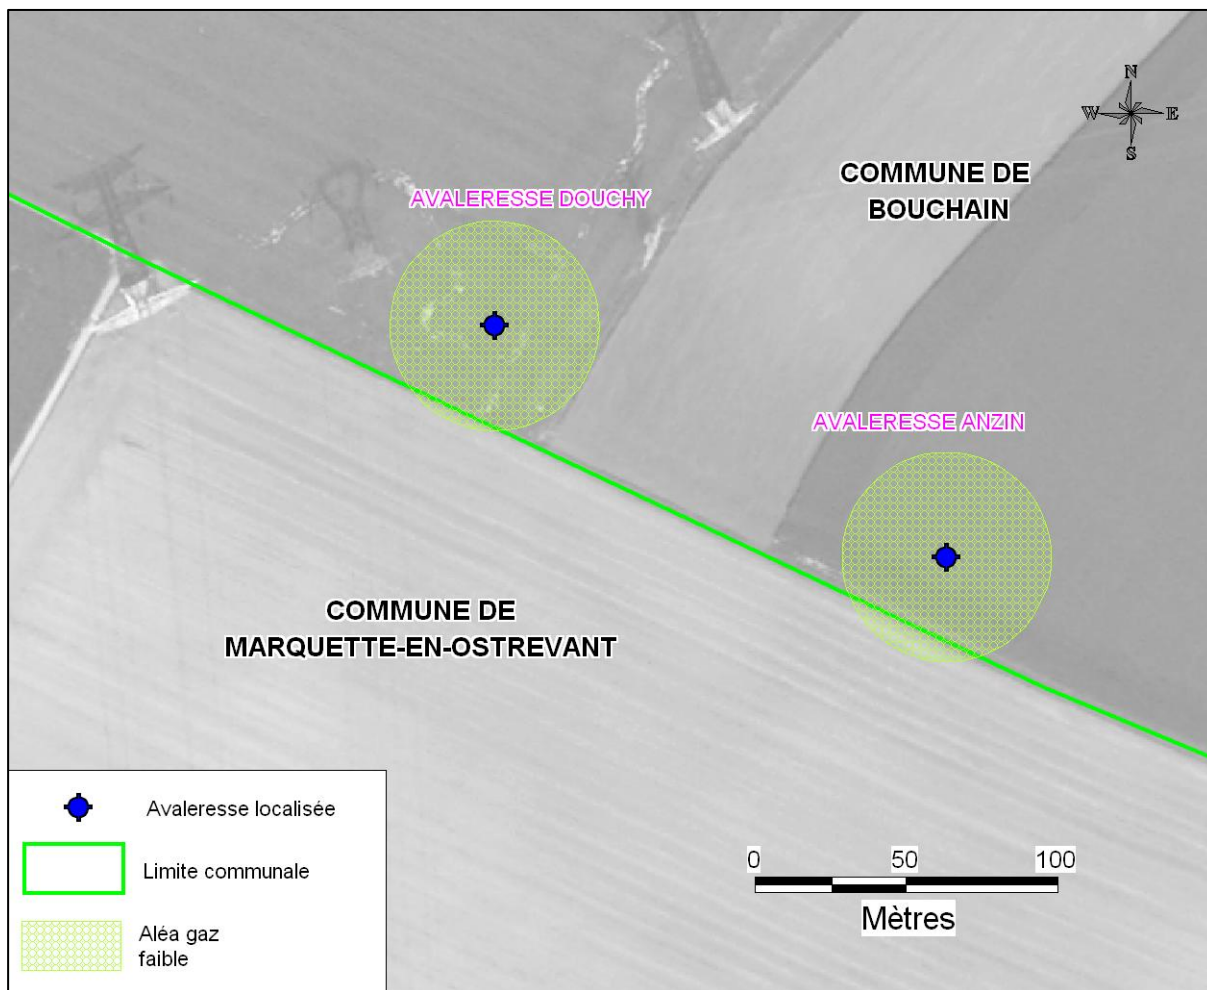 N
W E
S
COMMUNE DE
BOUCHAIN
AVALERESSE DOUCHY
AVALERESSE ANZIN
COMMUNE DE
MARQUETTE-EN-OSTREVANT
Avaleresse localisée
Limite communale
Aléa gaz
faible
0 50 100
Mètres